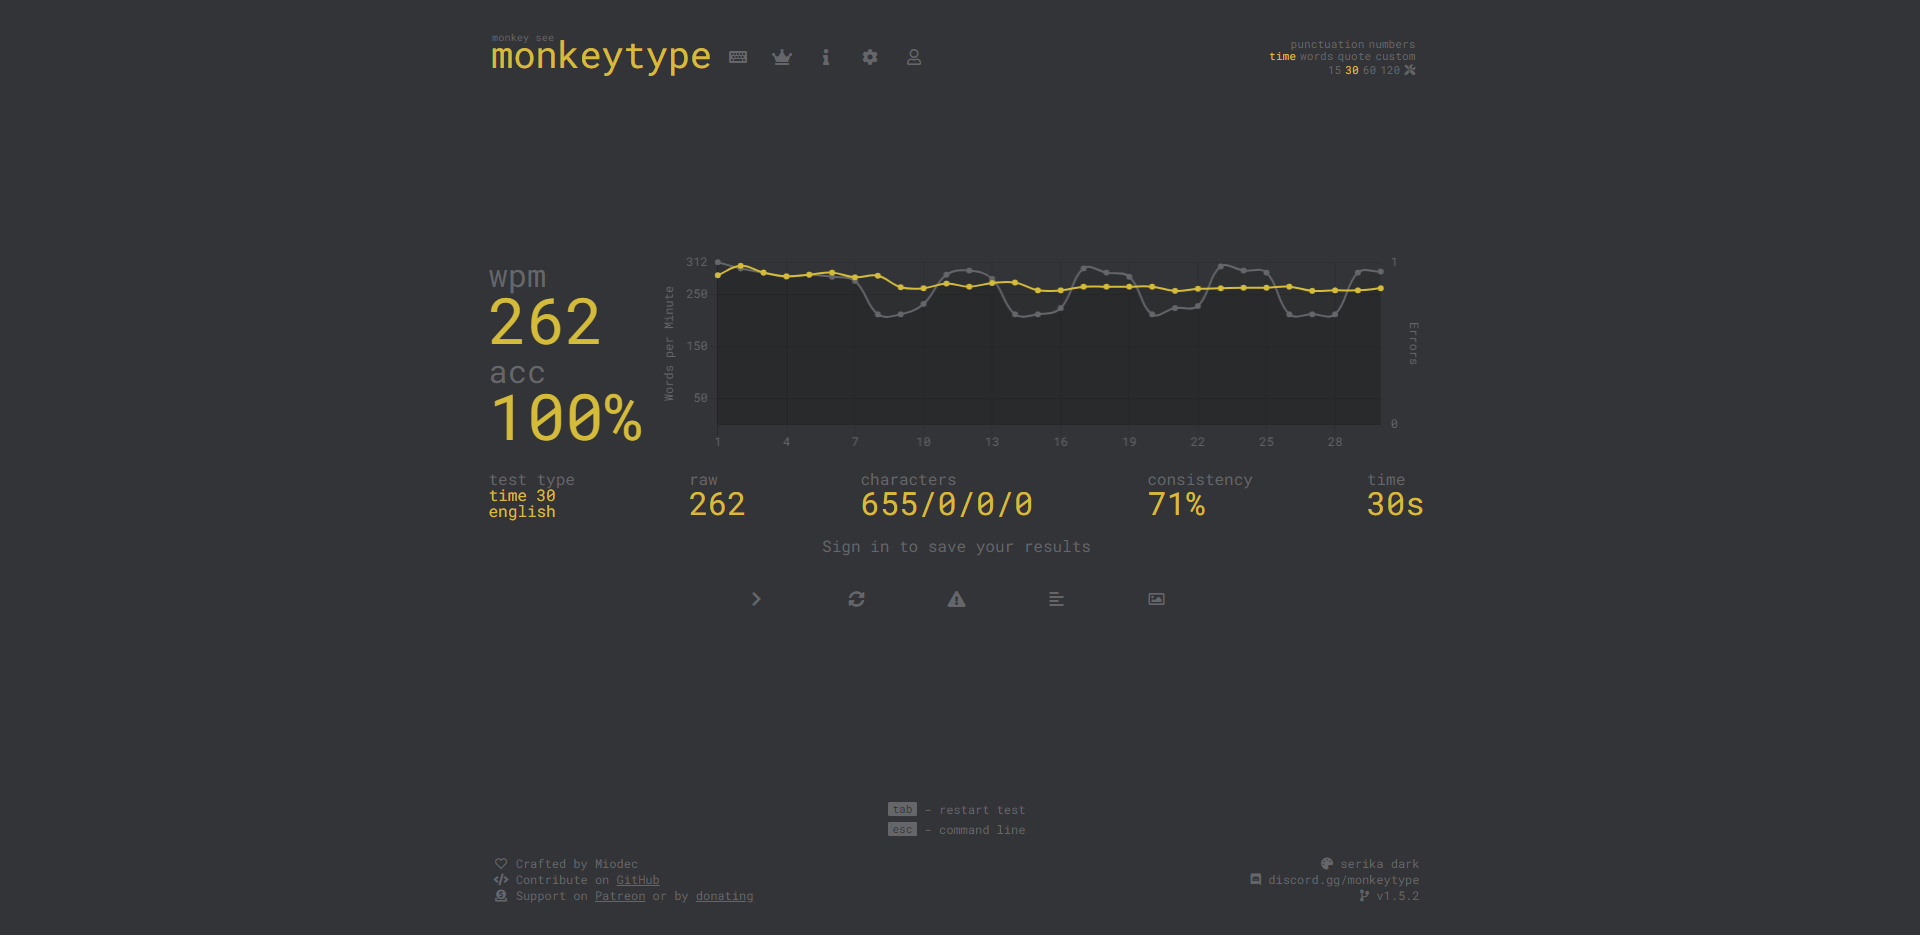 monkey see
monkeytype
punctuation numbers
time words quote custom
15 30 60 120
wpm
262
acc
100%
Words per Minute
312
250
150
50
1 4 7 10 13 16 19 22 25 28
1
0
Errors
test type
time 30
english
raw
262
characters
655/0/0/0
consistency
71%
time
30s
Sign in to save your results
tab - restart test
esc - command line
Crafted by Miodec
Contribute on GitHub
Support on Patreon or by donating
serika dark
discord.gg/monkeytype
v1.5.2